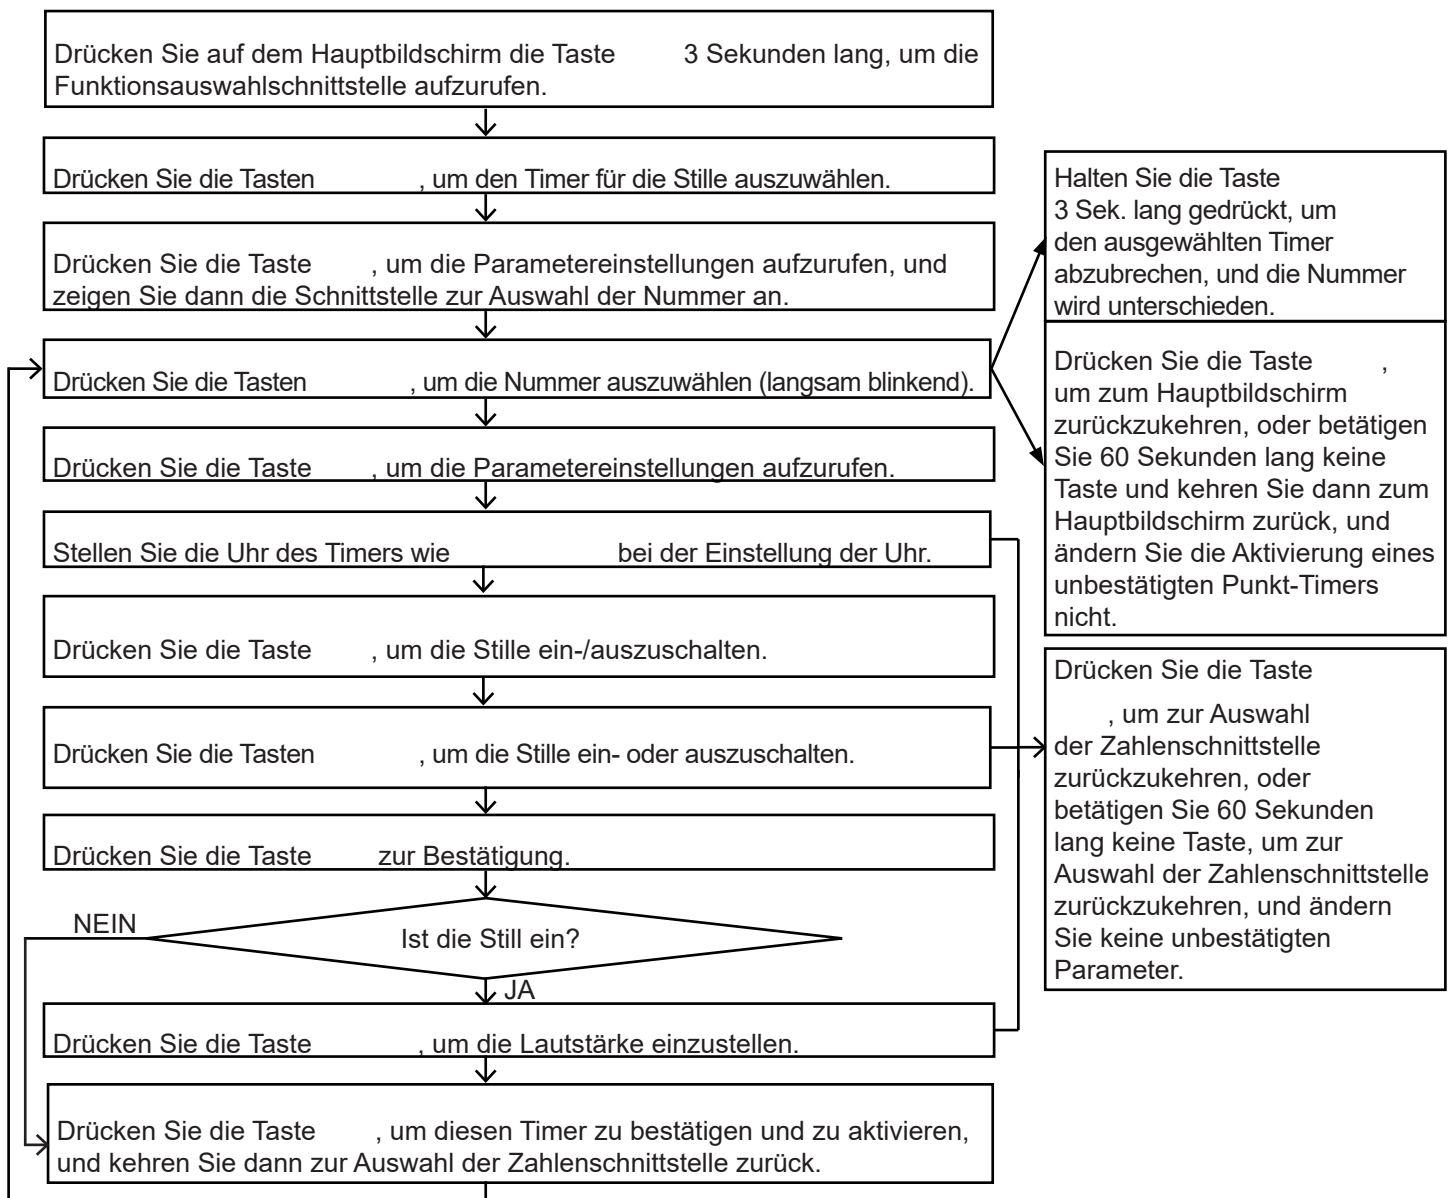 Drücken Sie auf dem Hauptbildschirm die Taste 3 Sekunden lang, um die
Funktionsauswahlschnittstelle aufzurufen.
Drücken Sie die Tasten , um den Timer für die Stille auszuwählen.
Drücken Sie die Taste , um die Parametereinstellungen aufzurufen, und
zeigen Sie dann die Schnittstelle zur Auswahl der Nummer an.
Drücken Sie die Tasten , um die Nummer auszuwählen (langsam blinkend).
Halten Sie die Taste
3 Sek. lang gedrückt, um
den ausgewählten Timer
abzubrechen, und die Nummer
wird unterschieden.
Drücken Sie die Taste ,
um zum Hauptbildschirm
zurückzukehren, oder betätigen
Sie 60 Sekunden lang keine
Taste und kehren Sie dann zum
Hauptbildschirm zurück, und
ändern Sie die Aktivierung eines
unbestätigten Punkt-Timers
nicht.
Drücken Sie die Taste , um die Parametereinstellungen aufzurufen.
Stellen Sie die Uhr des Timers wie bei der Einstellung der Uhr.
Drücken Sie die Taste , um die Stille ein-/auszuschalten.
Drücken Sie die Tasten , um die Stille ein- oder auszuschalten.
Drücken Sie die Taste
, um zur Auswahl
der Zahlenschnittstelle
zurückzukehren, oder
betätigen Sie 60 Sekunden
lang keine Taste, um zur
Auswahl der Zahlenschnittstelle
zurückzukehren, und ändern
Sie keine unbestätigten
Parameter.
Drücken Sie die Taste zur Bestätigung.
NEIN
Ist die Still ein?
JA
Drücken Sie die Taste , um die Lautstärke einzustellen.
Drücken Sie die Taste , um diesen Timer zu bestätigen und zu aktivieren,
und kehren Sie dann zur Auswahl der Zahlenschnittstelle zurück.